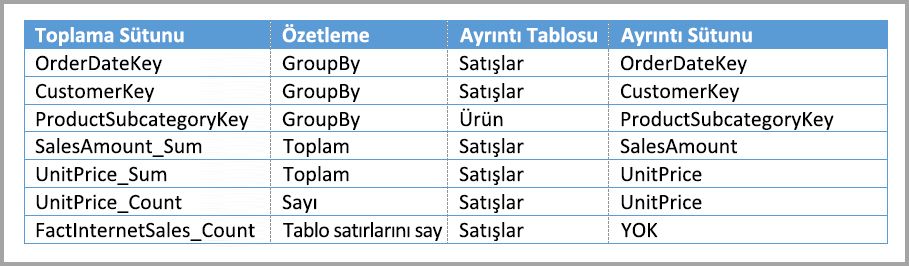 Toplama Sütunu Özetleme Ayrıntı Tablosu Ayrıntı Sütunu
OrderDateKey GroupBy Satışlar OrderDateKey
CustomerKey GroupBy Satışlar CustomerKey
ProductSubcategoryKey GroupBy Ürün ProductSubcategoryKey
SalesAmount_Sum Toplam Satışlar SalesAmount
UnitPrice_Sum Toplam Satışlar UnitPrice
UnitPrice_Count Sayı Satışlar UnitPrice
FactInternetSales_Count Tablo satırlarını say Satışlar YOK